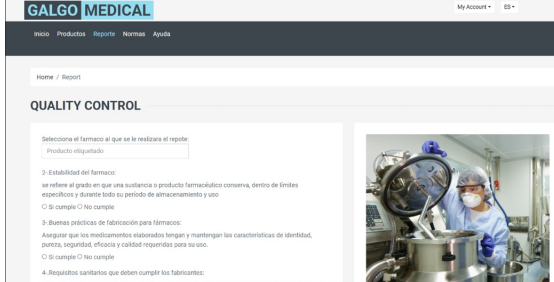 GALGO MEDICAL
My Account
ES
Inicio Productos Reporte Normas Ayuda
Home / Report
QUALITY CONTROL
Selecciona el farmaco al que se le realizara el repote:
Producto etiquetado
2-.Estabilidad del farmaco:
se refiere al grado en que una sustancia o producto farmacéutico conserva, dentro de límites
específicos y durante todo su periodo de almacenamiento y uso
Si cumple No cumple
3-.Buenas prácticas de fabricación para fármacos:
Asegurar que los medicamentos elaborados tengan y mantengan las características de identidad,
pureza, seguridad, eficacia y calidad requeridas para su uso.
Si cumple No cumple
4-.Requisitos sanitarios que deben cumplir los fabricantes: